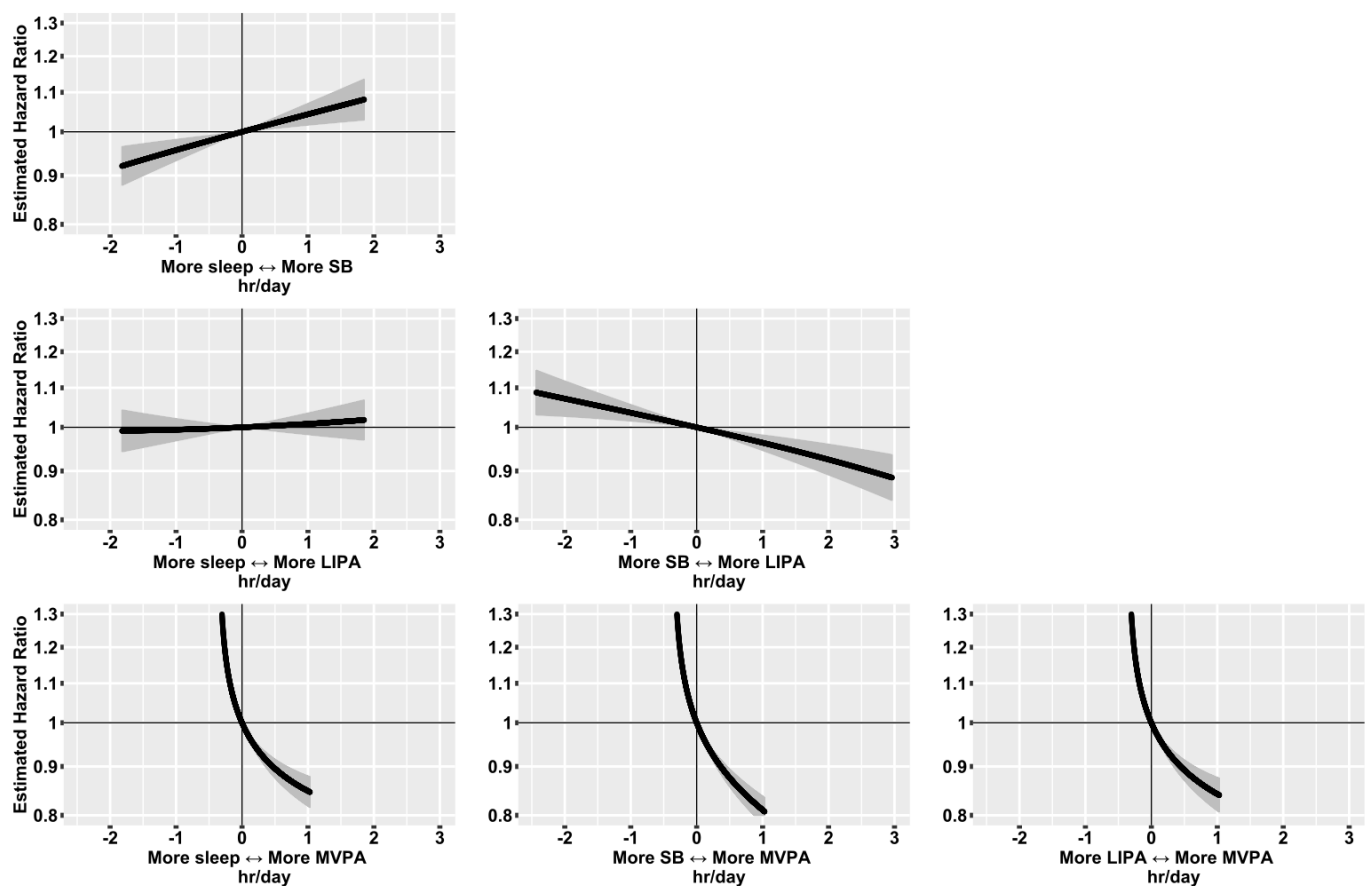 Estimated Hazard Ratio
1.3
1.2
1.1
1
0.9
0.8
-2 -1 0 1 2 3
More sleep ↔ More SB
hr/day
Estimated Hazard Ratio
1.3
1.2
1.1
1
0.9
0.8
-2 -1 0 1 2 3
More sleep ↔ More LIPA
hr/day
1.3
1.2
1.1
1
0.9
0.8
-2 -1 0 1 2 3
More SB ↔ More LIPA
hr/day
Estimated Hazard Ratio
1.3
1.2
1.1
1
0.9
0.8
-2 -1 0 1 2 3
More sleep ↔ More MVPA
hr/day
1.3
1.2
1.1
1
0.9
0.8
-2 -1 0 1 2 3
More SB ↔ More MVPA
hr/day
1.3
1.2
1.1
1
0.9
0.8
-2 -1 0 1 2 3
More LIPA ↔ More MVPA
hr/day